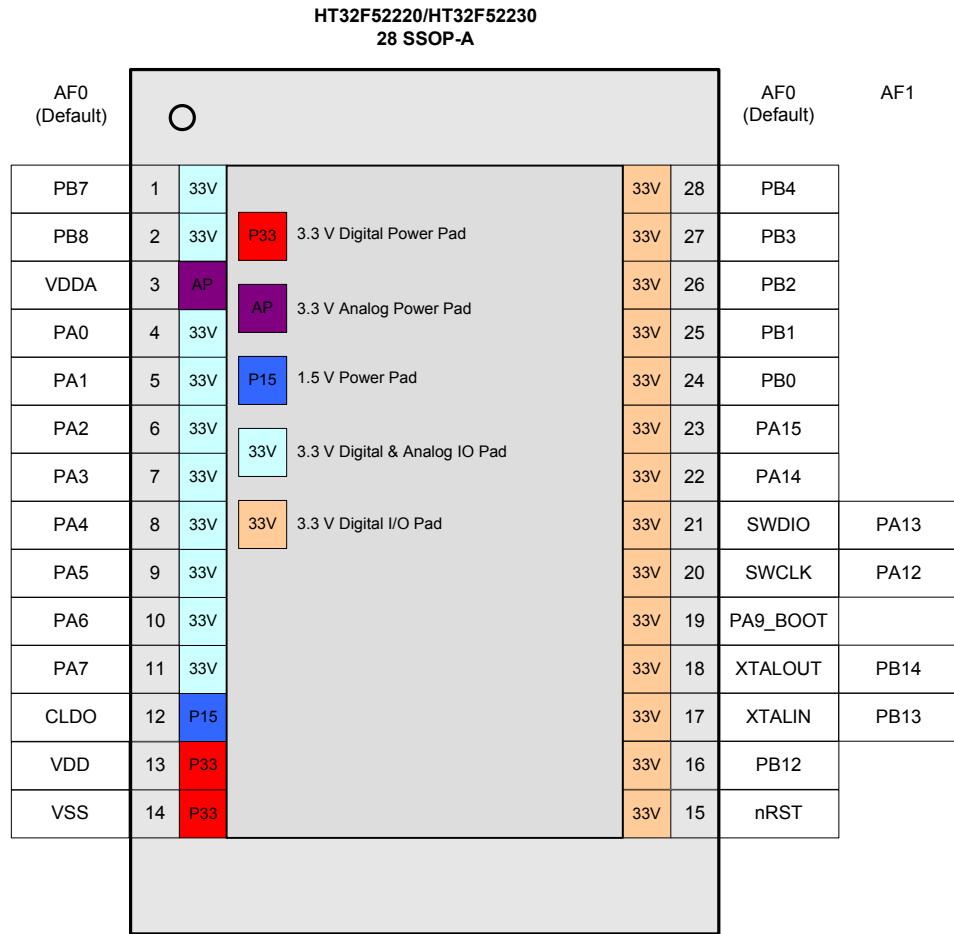 HT32F52220/HT32F52230
28 SSOP-A
AF0
(Default)
AF0
(Default)
AF1
PB7 1 33V 33V 28 PB4
PB8 2 33V P33 3.3 V Digital Power Pad 33V 27 PB3
VDDA 3 AP 33V 26 PB2
AP 3.3 V Analog Power Pad
PA0 4 33V 33V 25 PB1
PA1 5 33V P15 1.5 V Power Pad 33V 24 PB0
PA2 6 33V 33V 23 PA15
33V 3.3 V Digital & Analog IO Pad
PA3 7 33V 33V 22 PA14
PA4 8 33V 33V 3.3 V Digital I/O Pad 33V 21 SWDIO PA13
PA5 9 33V 33V 20 SWCLK PA12
PA6 10 33V 33V 19 PA9_BOOT
PA7 11 33V 33V 18 XTALOUT PB14
CLDO 12 P15 33V 17 XTALIN PB13
VDD 13 P33 33V 16 PB12
VSS 14 P33 33V 15 nRST